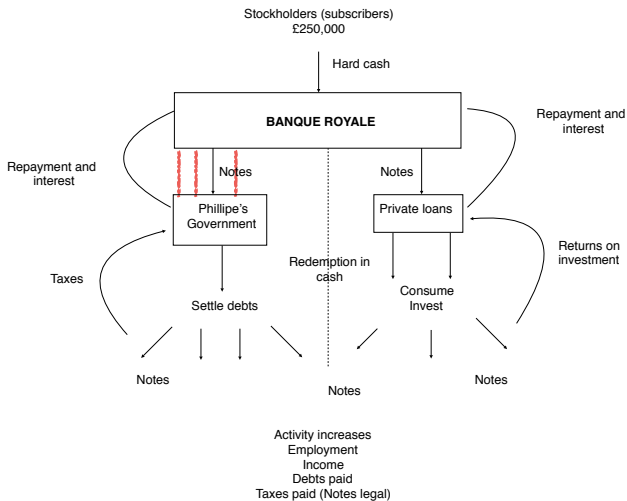 Stockholders (subscribers)
£250,000
Hard cash
BANQUE ROYALE
Repayment and
interest
Repayment and
interest
Notes
Notes
Phillipe's
Government
Private loans
Returns on
investment
Redemption in
cash
Taxes
Settle debts
Consume
Invest
Notes
Notes
Notes
Activity increases
Employment
Income
Debts paid
Taxes paid (Notes legal)